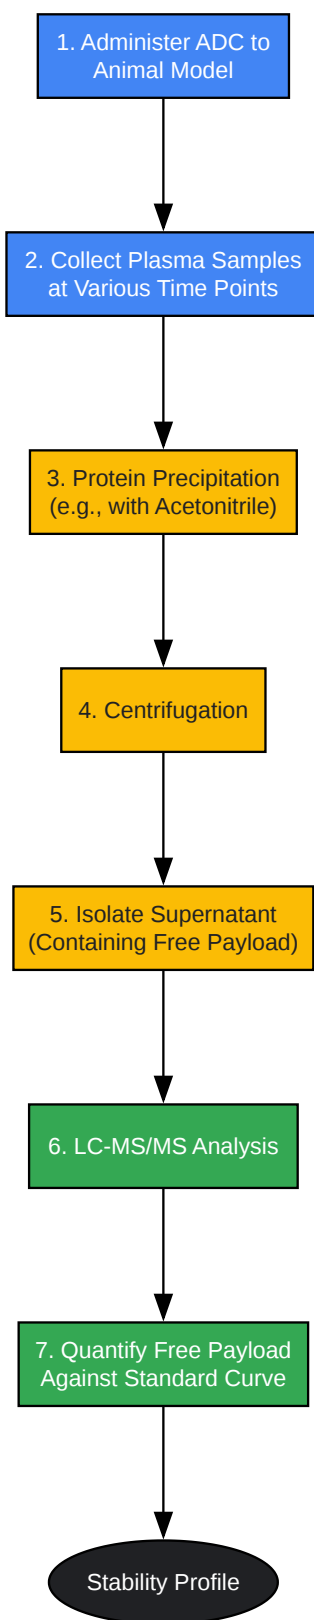 1. Administer ADC to
Animal Model
2. Collect Plasma Samples
at Various Time Points
3. Protein Precipitation
(e.g., with Acetonitrile)
4. Centrifugation
5. Isolate Supernatant
(Containing Free Payload)
6. LC-MS/MS Analysis
7. Quantify Free Payload
Against Standard Curve
Stability Profile